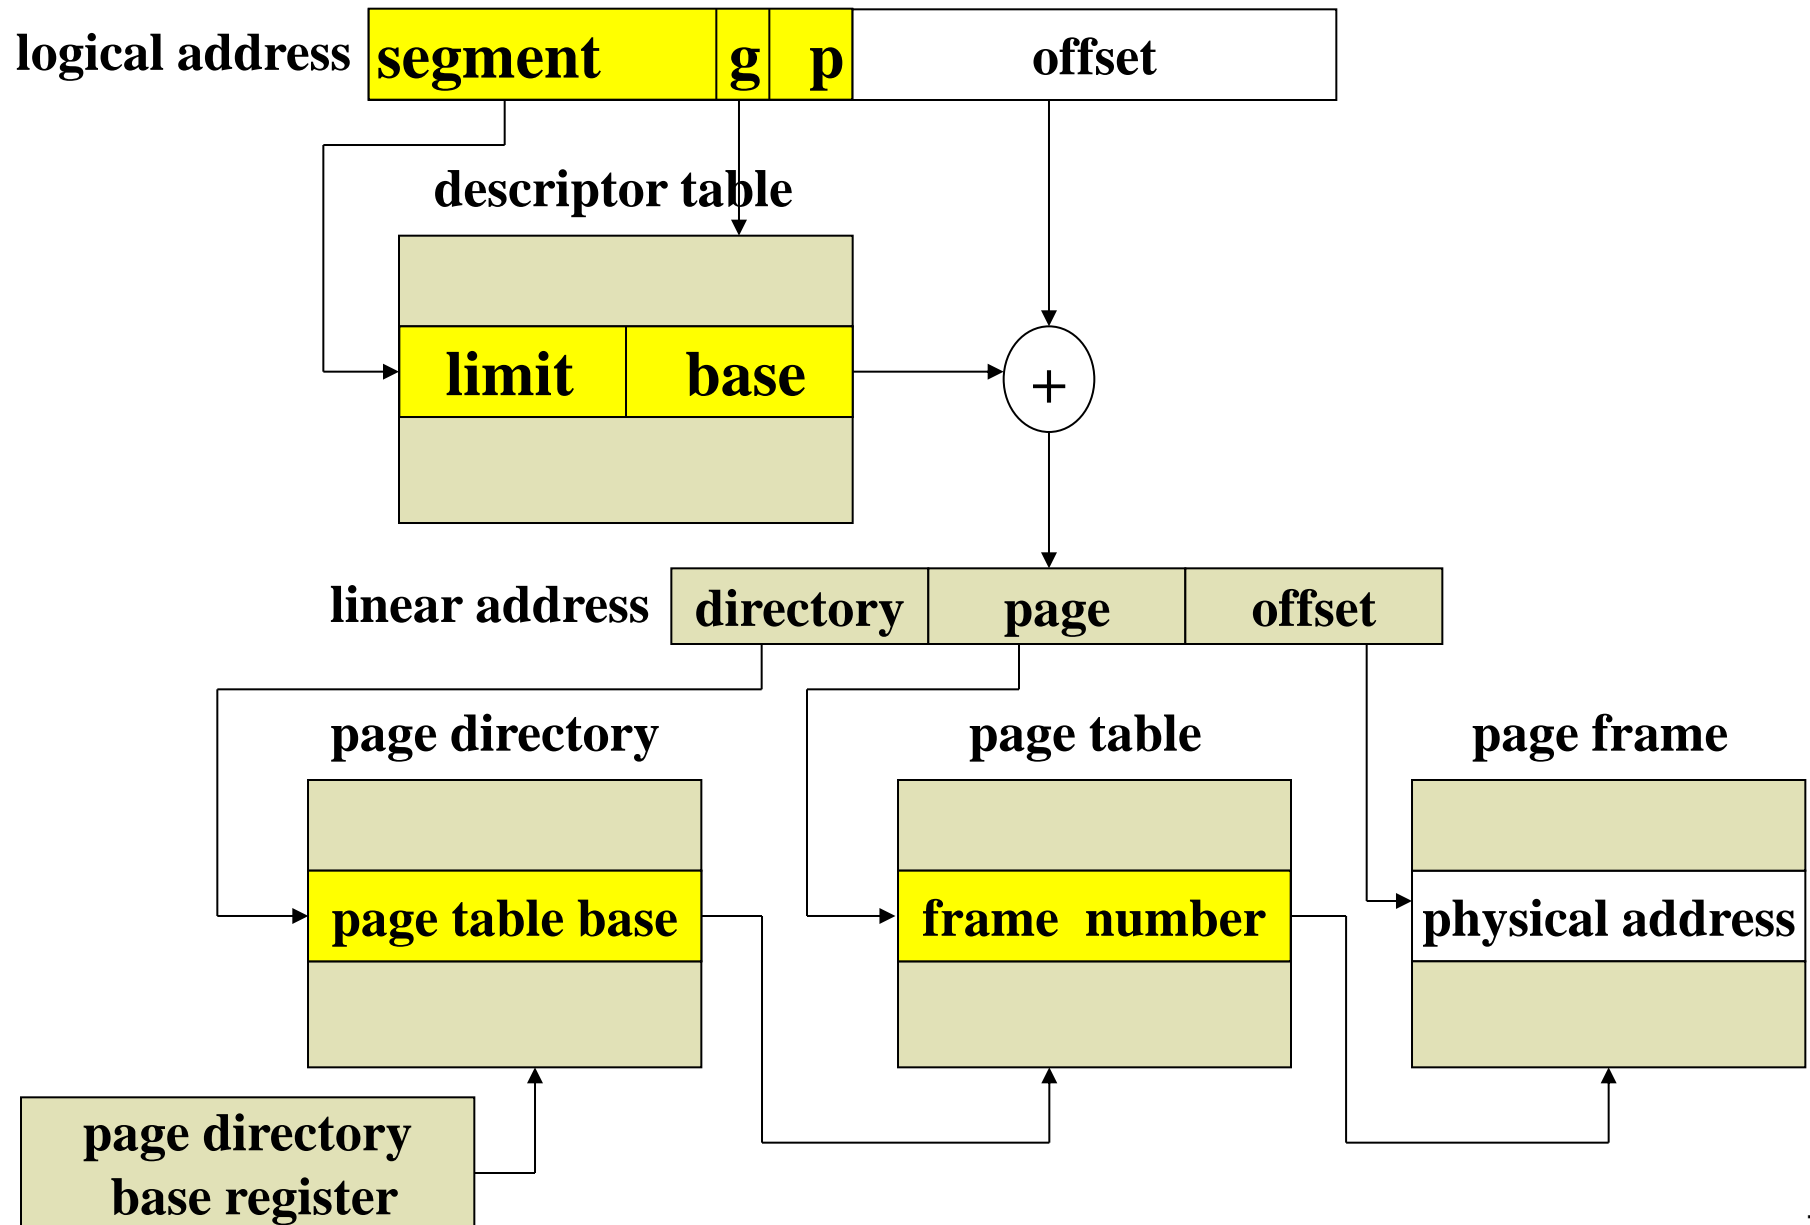 logical address segment g p offset
descriptor table
limit base
+
linear address directory page offset
page directory page table page frame
page table base frame number physical address
page directory
base register